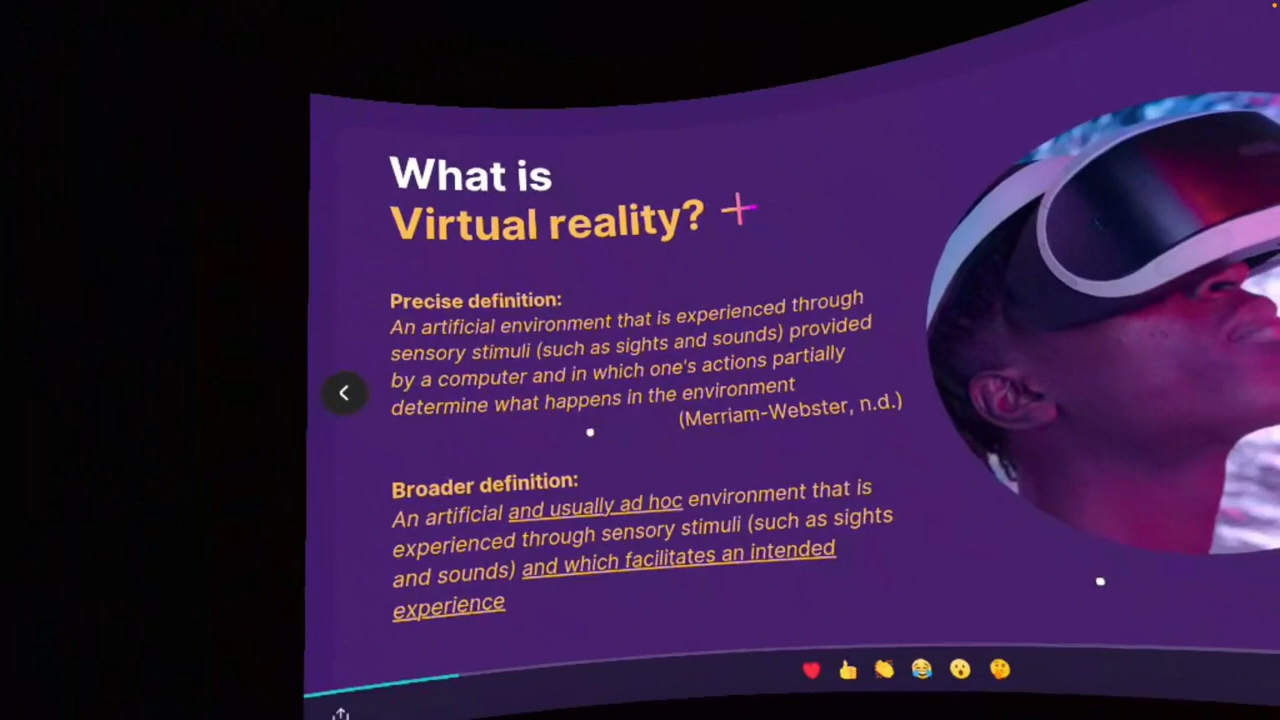 What is
Virtual reality?
Precise definition:
An artificial environment that is experienced through
sensory stimuli (such as sights and sounds) provided
by a computer and in which one's actions partially
determine what happens in the environment
(Merriam-Webster, n.d.)
Broader definition:
An artificial and usually ad hoc environment that is
experienced through sensory stimuli (such as sights
and sounds) and which facilitates an intended
experience